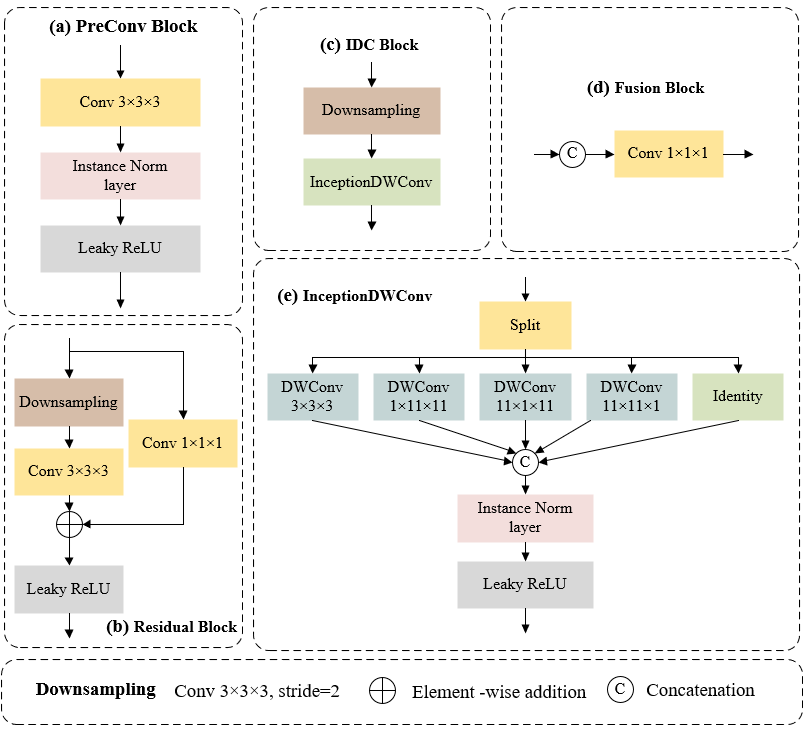 (a) PreConv Block
Conv 3×3×3
Instance Norm
layer
Leaky ReLU
(b) Residual Block
Downsampling
Conv 3×3×3
Conv 1×1×1
Leaky ReLU
(c) IDC Block
Downsampling
InceptionDWConv
(d) Fusion Block
C
Conv 1×1×1
(e) InceptionDWConv
Split
DWConv
3×3×3
DWConv
1×11×11
DWConv
11×1×11
DWConv
11×11×1
Identity
C
Instance Norm
layer
Leaky ReLU
Downsampling Conv 3×3×3, stride=2
Element -wise addition
C Concatenation